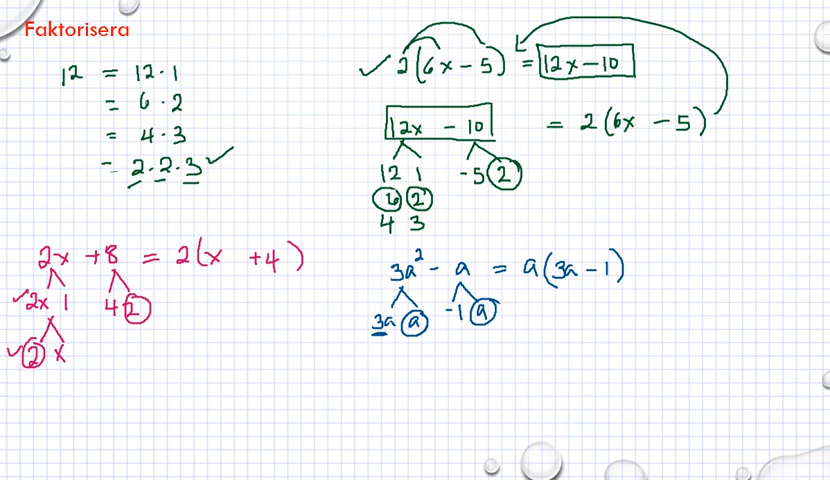 Faktorisera
12 = 12·1
= 6·2
= 4·3
= 2·2·3 ✓
✓ 2(6x - 5) = 12x - 10
12x - 10 = 2(6x - 5)
12 1 -5 2
6 2
4 3
2x + 8 = 2(x + 4)
✓ 2x 1 4 2
✓ 2 x
3a² - a = a(3a - 1)
3a a -1 a